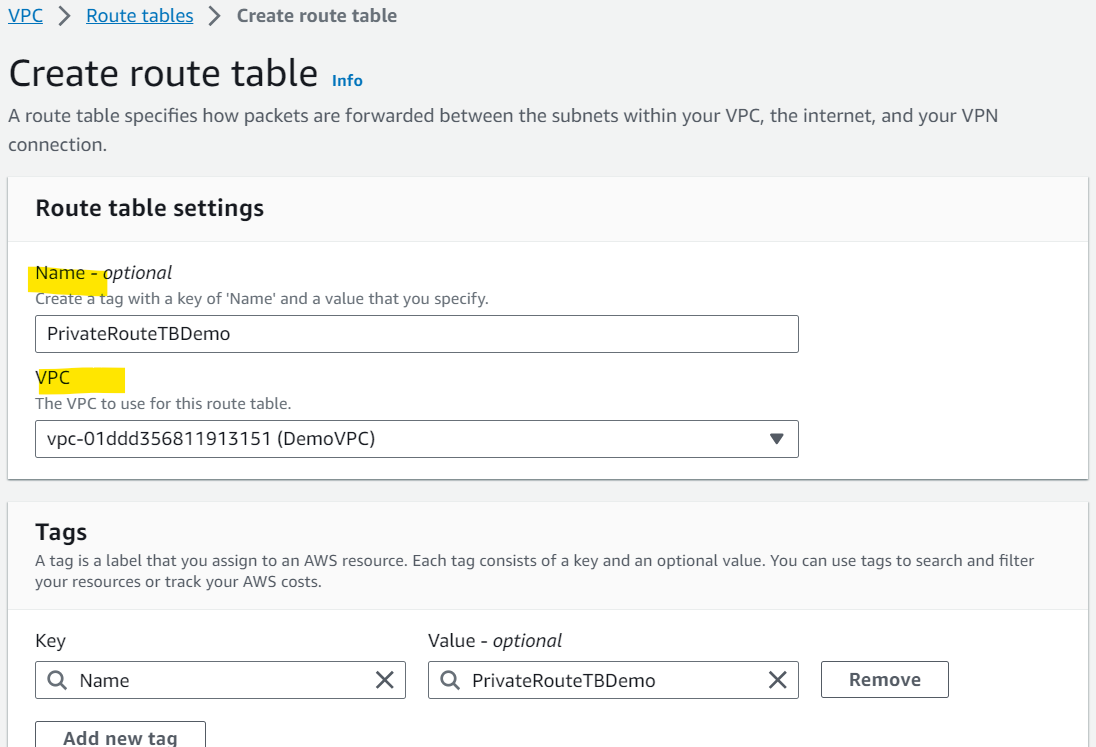 VPC > Route tables > Create route table
Create route table Info
A route table specifies how packets are forwarded between the subnets within your VPC, the internet, and your VPN
connection.
Route table settings
Name - optional
Create a tag with a key of 'Name' and a value that you specify.
PrivateRouteTBDemo
VPC
The VPC to use for this route table.
vpc-01ddd356811913151 (DemoVPC)
Tags
A tag is a label that you assign to an AWS resource. Each tag consists of a key and an optional value. You can use tags to search and filter
your resources or track your AWS costs.
Key Value - optional
Name PrivateRouteTBDemo Remove
Add new tag